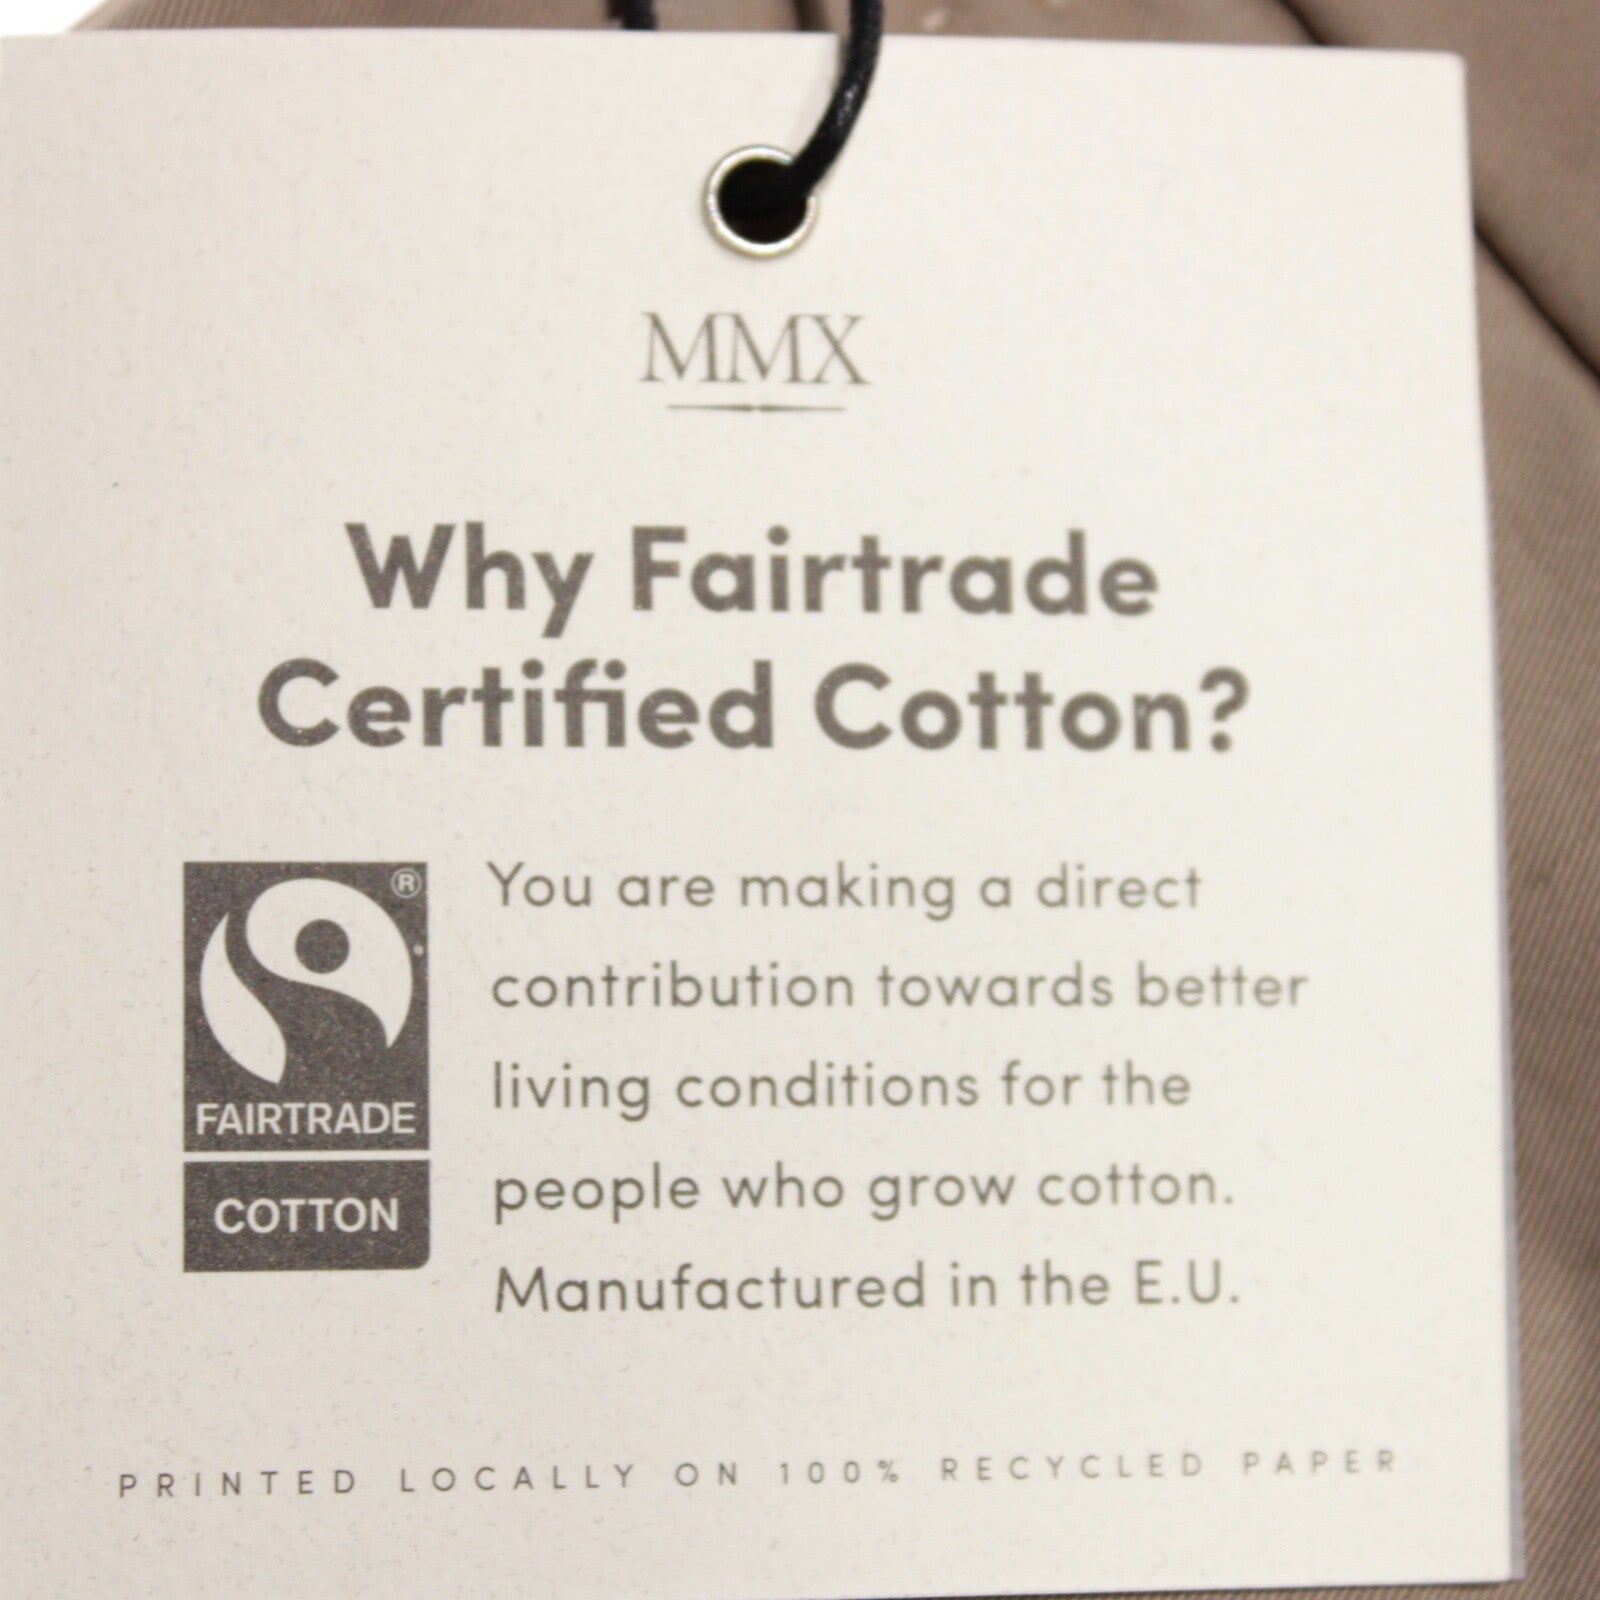 MMX
Why Fairtrade
Certified Cotton?
®
FAIRTRADE
COTTON
You are making a direct
contribution towards better
living conditions for the
people who grow cotton.
Manufactured in the E.U.
PRINTED LOCALLY ON 100% RECYCLED PAPER